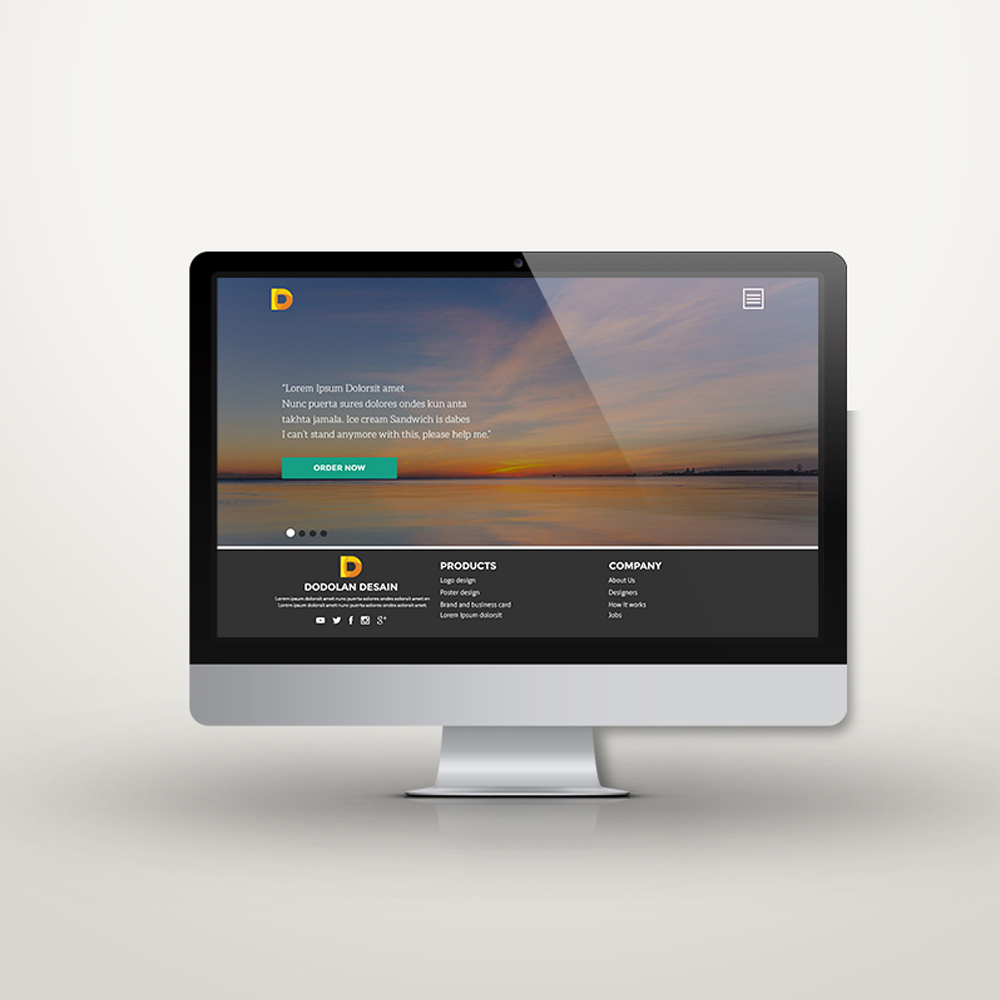 D
"Lorem Ipsum Dolorsit amet
Nunc puerta sures dolores ondes kun anta
takhta jamala. Ice cream Sandwich is dabes
I can't stand anymore with this, please help me."
ORDER NOW
D
DODOLAN DESAIN
Lorem ipsum dolorsit amet nunc puerta solores ondes solorsit amet en
Lorem ipsum dolorsit amet nunc puerta solores ondes solorsit amet.
PRODUCTS
Logo design
Poster design
Brand and business card
Lorem Ipsum dolorsit
COMPANY
About Us
Designers
How it works
Jobs